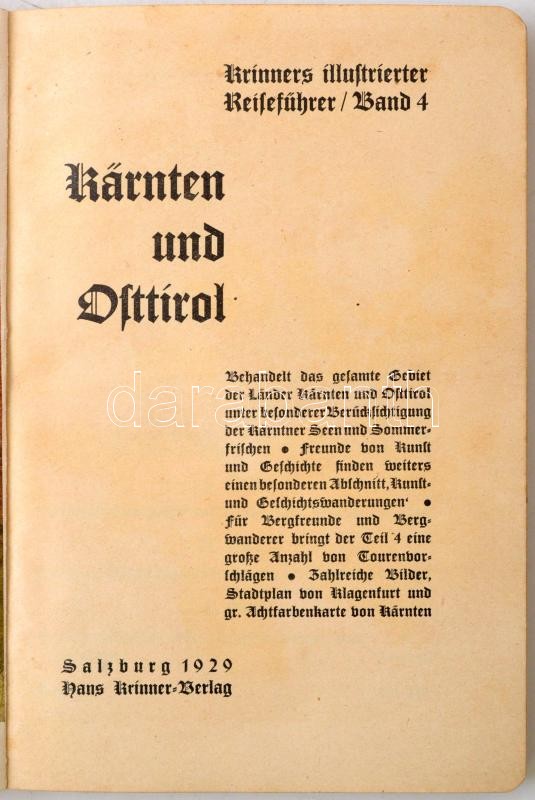 Krinners illustrierter
Reiseführer / Band 4
Kärnten
und
Osttirol
Behandelt das gesamte Gebiet
der Länder Kärnten und Osttirol
unter besonderer Berücksichtigung
der Kärntner Seen und Sommer-
frischen • Freunde von Kunst
und Geschichte finden weiters
einen besonderen Abschnitt ‚Kunst-
und Geschichtswanderungen‘ •
Für Bergfreunde und Berg-
wanderer bringt der Teil 4 eine
große Anzahl von Tourenvor-
schlägen • Zahlreiche Bilder,
Stadtplan von Klagenfurt und
gr. Achtfarbenkarte von Kärnten
Salzburg 1929
Hans Krinner-Verlag
darabanth